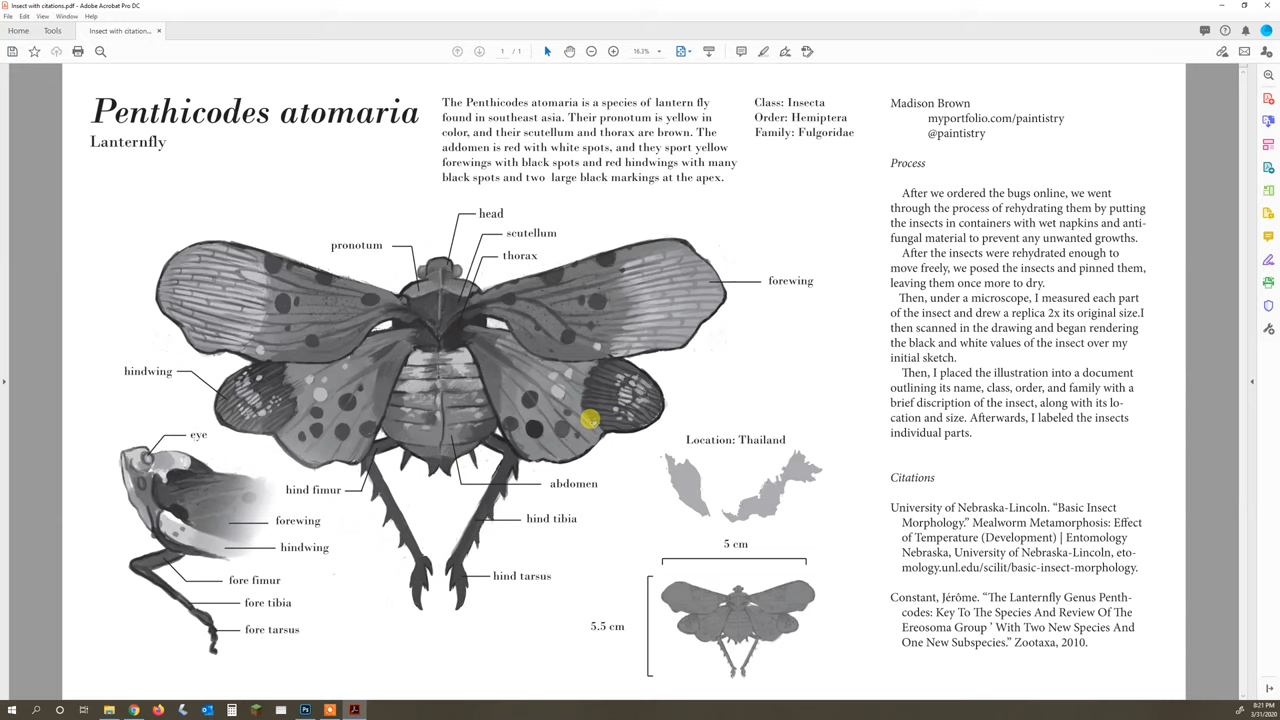 Insect with citations.pdf - Adobe Acrobat Pro DC
File Edit View Window Help
Home Tools Insect with citation...
1 / 1 16.3%
Penthicodes atomaria
Lanternfly
The Penthicodes atomaria is a species of lantern fly
found in southeast asia. Their pronotum is yellow in
color, and their scutellum and thorax are brown. The
addomen is red with white spots, and they sport yellow
forewings with black spots and red hindwings with many
black spots and two large black markings at the apex.
Class: Insecta
Order: Hemiptera
Family: Fulgoridae
head
scutellum
pronotum
thorax
forewing
hindwing
eye
hind fimur
abdomen
forewing
hind tibia
hindwing
fore fimur
hind tarsus
fore tibia
fore tarsus
Location: Thailand
5 cm
5.5 cm
Madison Brown
myportfolio.com/paintistry
@paintistry
Process
After we ordered the bugs online, we went
through the process of rehydrating them by putting
the insects in containers with wet napkins and anti-
fungal material to prevent any unwanted growths.
After the insects were rehydrated enough to
move freely, we posed the insects and pinned them,
leaving them once more to dry.
Then, under a microscope, I measured each part
of the insect and drew a replica 2x its original size.I
then scanned in the drawing and began rendering
the black and white values of the insect over my
initial sketch.
Then, I placed the illustration into a document
outlining its name, class, order, and family with a
brief discription of the insect, along with its lo-
cation and size. Afterwards, I labeled the insects
individual parts.
Citations
University of Nebraska-Lincoln. “Basic Insect
Morphology.” Mealworm Metamorphosis: Effect
of Temperature (Development) | Entomology
Nebraska, University of Nebraska-Lincoln, eto-
mology.unl.edu/scilit/basic-insect-morphology.
Constant, Jérôme. “The Lanternfly Genus Penth-
codes: Key To The Species And Review Of The
Ereosoma Group ' With Two New Species And
One New Subspecies.” Zootaxa, 2010.
8:21 PM
3/31/2020